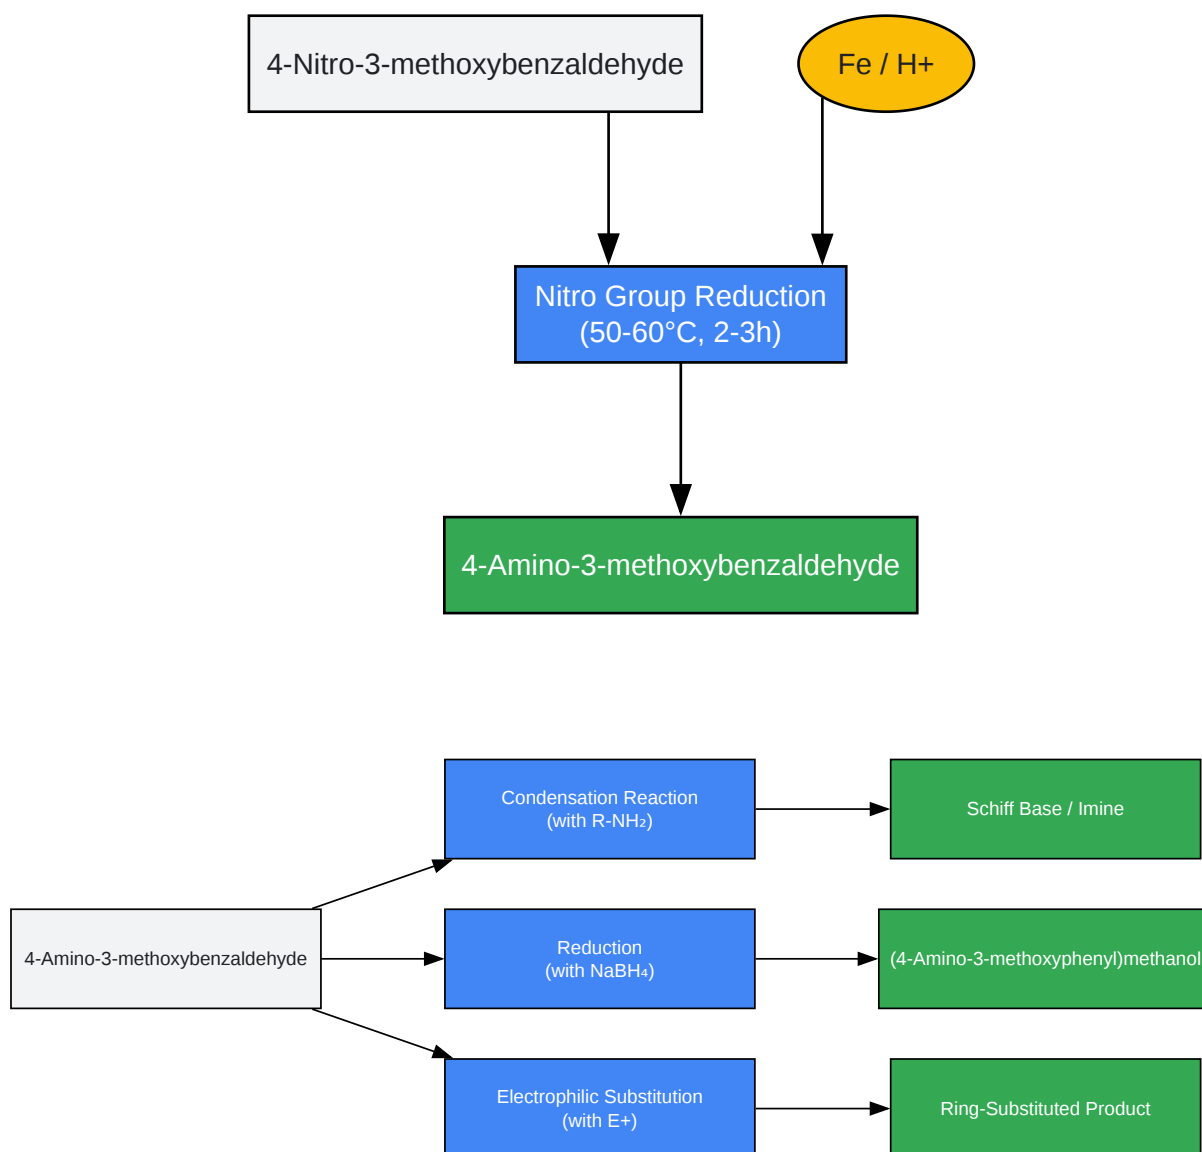 4-Nitro-3-methoxybenzaldehyde
Fe / H+
Nitro Group Reduction
(50-60°C, 2-3h)
4-Amino-3-methoxybenzaldehyde
Condensation Reaction
(with R-NH₂)
Schiff Base / Imine
4-Amino-3-methoxybenzaldehyde
Reduction
(with NaBH₄)
(4-Amino-3-methoxyphenyl)methanol
Electrophilic Substitution
(with E+)
Ring-Substituted Product